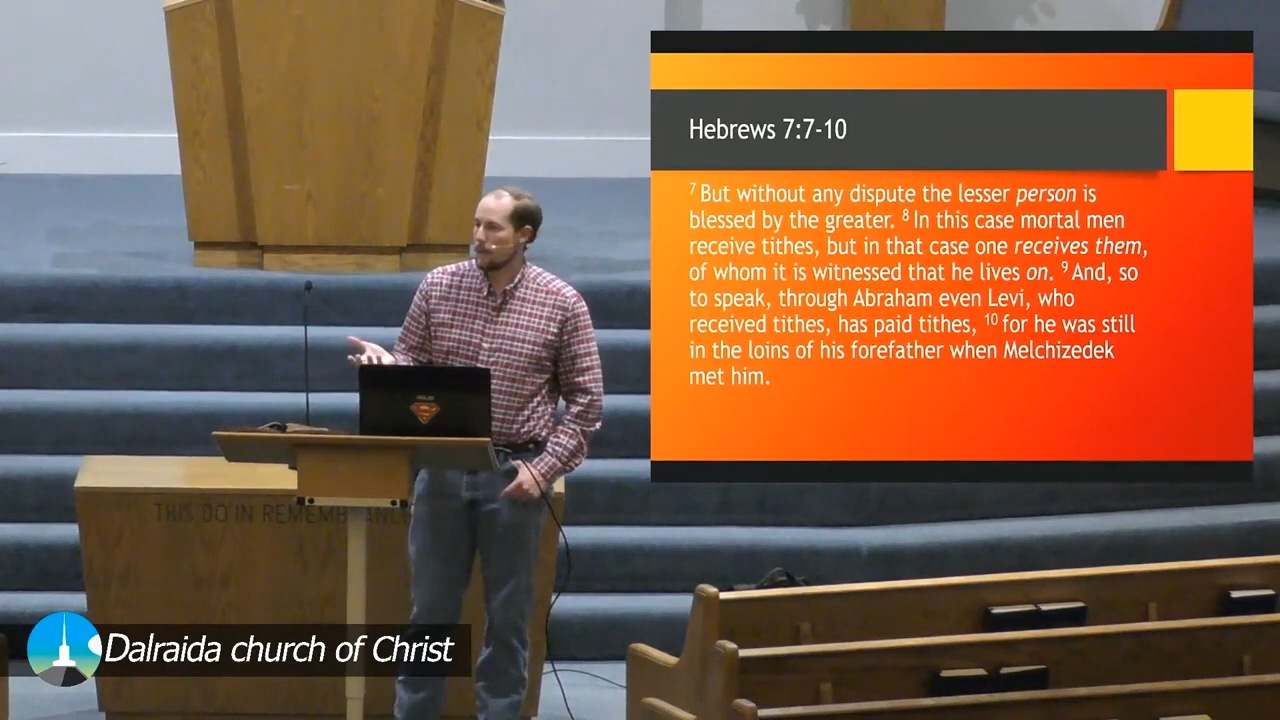 Hebrews 7:7-10
7 But without any dispute the lesser person is
blessed by the greater. 8 In this case mortal men
receive tithes, but in that case one receives them,
of whom it is witnessed that he lives on. 9 And, so
to speak, through Abraham even Levi, who
received tithes, has paid tithes, 10 for he was still
in the loins of his forefather when Melchizedek
met him.
THIS DO IN REMEMBRANCE
Dalraida church of Christ